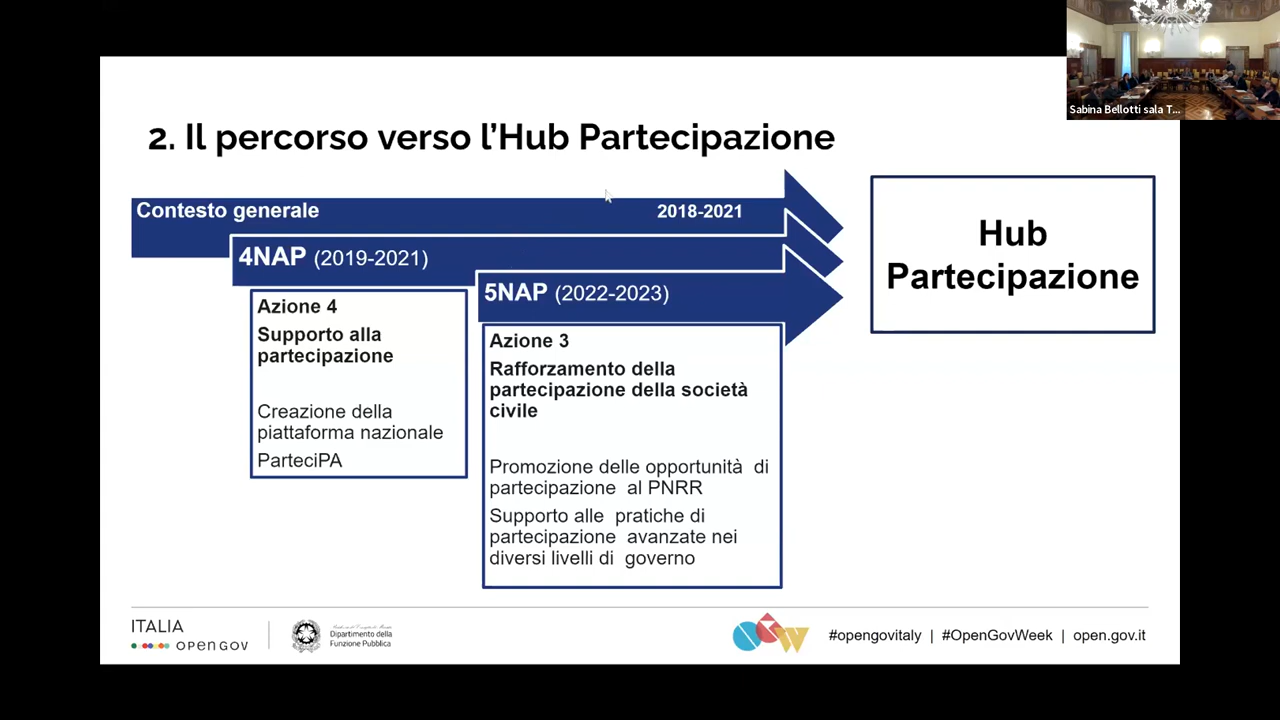 Sabina Bellotti sala T...
2. Il percorso verso l'Hub Partecipazione
Contesto generale 2018-2021
4NAP (2019-2021)
5NAP (2022-2023)
Hub
Partecipazione
Azione 4
Supporto alla
partecipazione
Creazione della
piattaforma nazionale
ParteciPA
Azione 3
Rafforzamento della
partecipazione della società
civile
Promozione delle opportunità di
partecipazione al PNRR
Supporto alle pratiche di
partecipazione avanzate nei
diversi livelli di governo
ITALIA
OPEN GOV
Dipartimento della
Funzione Pubblica
#opengovitaly | #OpenGovWeek | open.gov.it